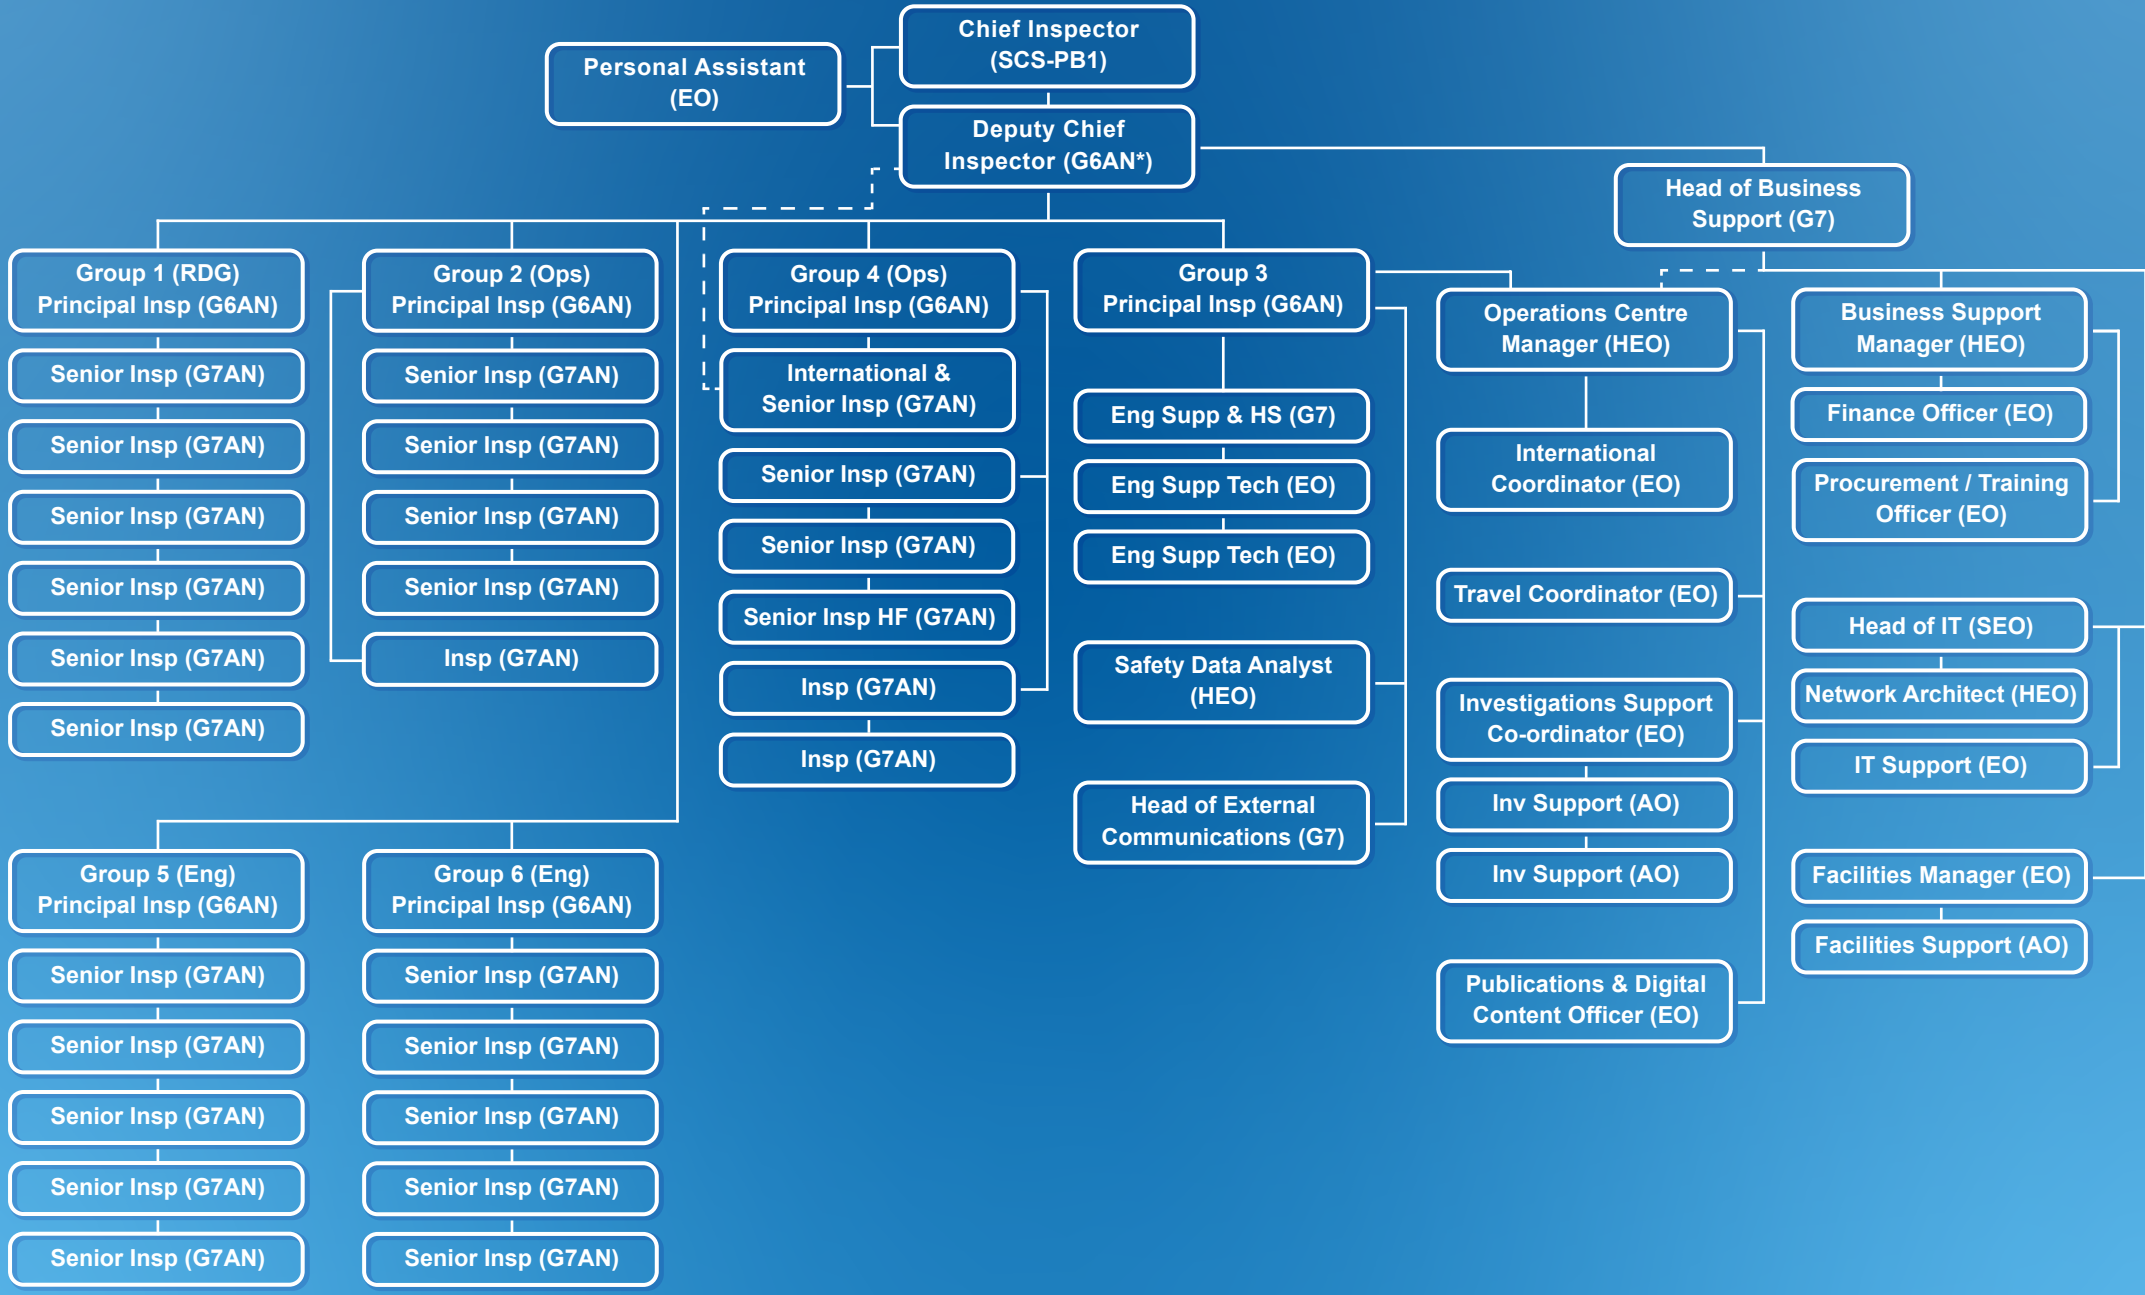 Chief Inspector
(SCS-PB1)
Personal Assistant
(EO)
Deputy Chief
Inspector (G6AN*)
Head of Business
Support (G7)
Group 1 (RDG)
Principal Insp (G6AN)
Senior Insp (G7AN)
Senior Insp (G7AN)
Senior Insp (G7AN)
Senior Insp (G7AN)
Senior Insp (G7AN)
Senior Insp (G7AN)
Group 2 (Ops)
Principal Insp (G6AN)
Senior Insp (G7AN)
Senior Insp (G7AN)
Senior Insp (G7AN)
Senior Insp (G7AN)
Insp (G7AN)
Group 4 (Ops)
Principal Insp (G6AN)
International &
Senior Insp (G7AN)
Senior Insp (G7AN)
Senior Insp (G7AN)
Senior Insp HF (G7AN)
Insp (G7AN)
Insp (G7AN)
Group 3
Principal Insp (G6AN)
Eng Supp & HS (G7)
Eng Supp Tech (EO)
Eng Supp Tech (EO)
Safety Data Analyst
(HEO)
Head of External
Communications (G7)
Operations Centre
Manager (HEO)
International
Coordinator (EO)
Travel Coordinator (EO)
Investigations Support
Co-ordinator (EO)
Inv Support (AO)
Inv Support (AO)
Publications & Digital
Content Officer (EO)
Business Support
Manager (HEO)
Finance Officer (EO)
Procurement / Training
Officer (EO)
Head of IT (SEO)
Network Architect (HEO)
IT Support (EO)
Facilities Manager (EO)
Facilities Support (AO)
Group 5 (Eng)
Principal Insp (G6AN)
Senior Insp (G7AN)
Senior Insp (G7AN)
Senior Insp (G7AN)
Senior Insp (G7AN)
Senior Insp (G7AN)
Group 6 (Eng)
Principal Insp (G6AN)
Senior Insp (G7AN)
Senior Insp (G7AN)
Senior Insp (G7AN)
Senior Insp (G7AN)
Senior Insp (G7AN)